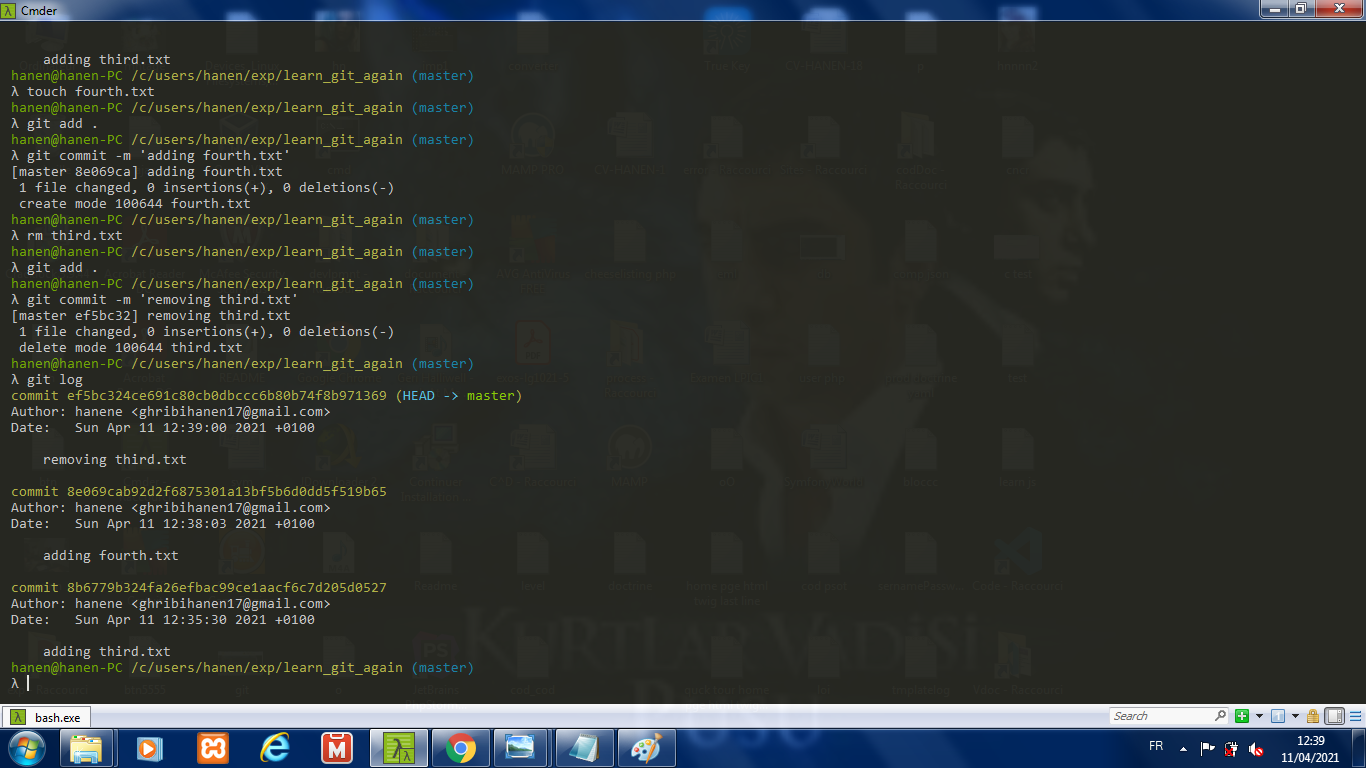 Cmder
adding third.txt
hanen@hanen-PC /c/users/hanen/exp/learn_git_again (master)
λ touch fourth.txt
hanen@hanen-PC /c/users/hanen/exp/learn_git_again (master)
λ git add .
hanen@hanen-PC /c/users/hanen/exp/learn_git_again (master)
λ git commit -m 'adding fourth.txt'
[master 8e069ca] adding fourth.txt
1 file changed, 0 insertions(+), 0 deletions(-)
create mode 100644 fourth.txt
hanen@hanen-PC /c/users/hanen/exp/learn_git_again (master)
λ rm third.txt
hanen@hanen-PC /c/users/hanen/exp/learn_git_again (master)
λ git add .
hanen@hanen-PC /c/users/hanen/exp/learn_git_again (master)
λ git commit -m 'removing third.txt'
[master ef5bc32] removing third.txt
1 file changed, 0 insertions(+), 0 deletions(-)
delete mode 100644 third.txt
hanen@hanen-PC /c/users/hanen/exp/learn_git_again (master)
λ git log
commit ef5bc324ce691c80cb0dbccc6b80b74f8b971369 (HEAD -> master)
Author: hanene <ghribihanen17@gmail.com>
Date:   Sun Apr 11 12:39:00 2021 +0100
removing third.txt
commit 8e069cab92d2f6875301a13bf5b6d0dd5f519b65
Author: hanene <ghribihanen17@gmail.com>
Date:   Sun Apr 11 12:38:03 2021 +0100
adding fourth.txt
commit 8b6779b324fa26efbac99ce1aacf6c7d205d0527
Author: hanene <ghribihanen17@gmail.com>
Date:   Sun Apr 11 12:35:30 2021 +0100
adding third.txt
hanen@hanen-PC /c/users/hanen/exp/learn_git_again (master)
λ
KURTLAR VADiSi
PUSU
bash.exe
Search
FR
12:39
11/04/2021